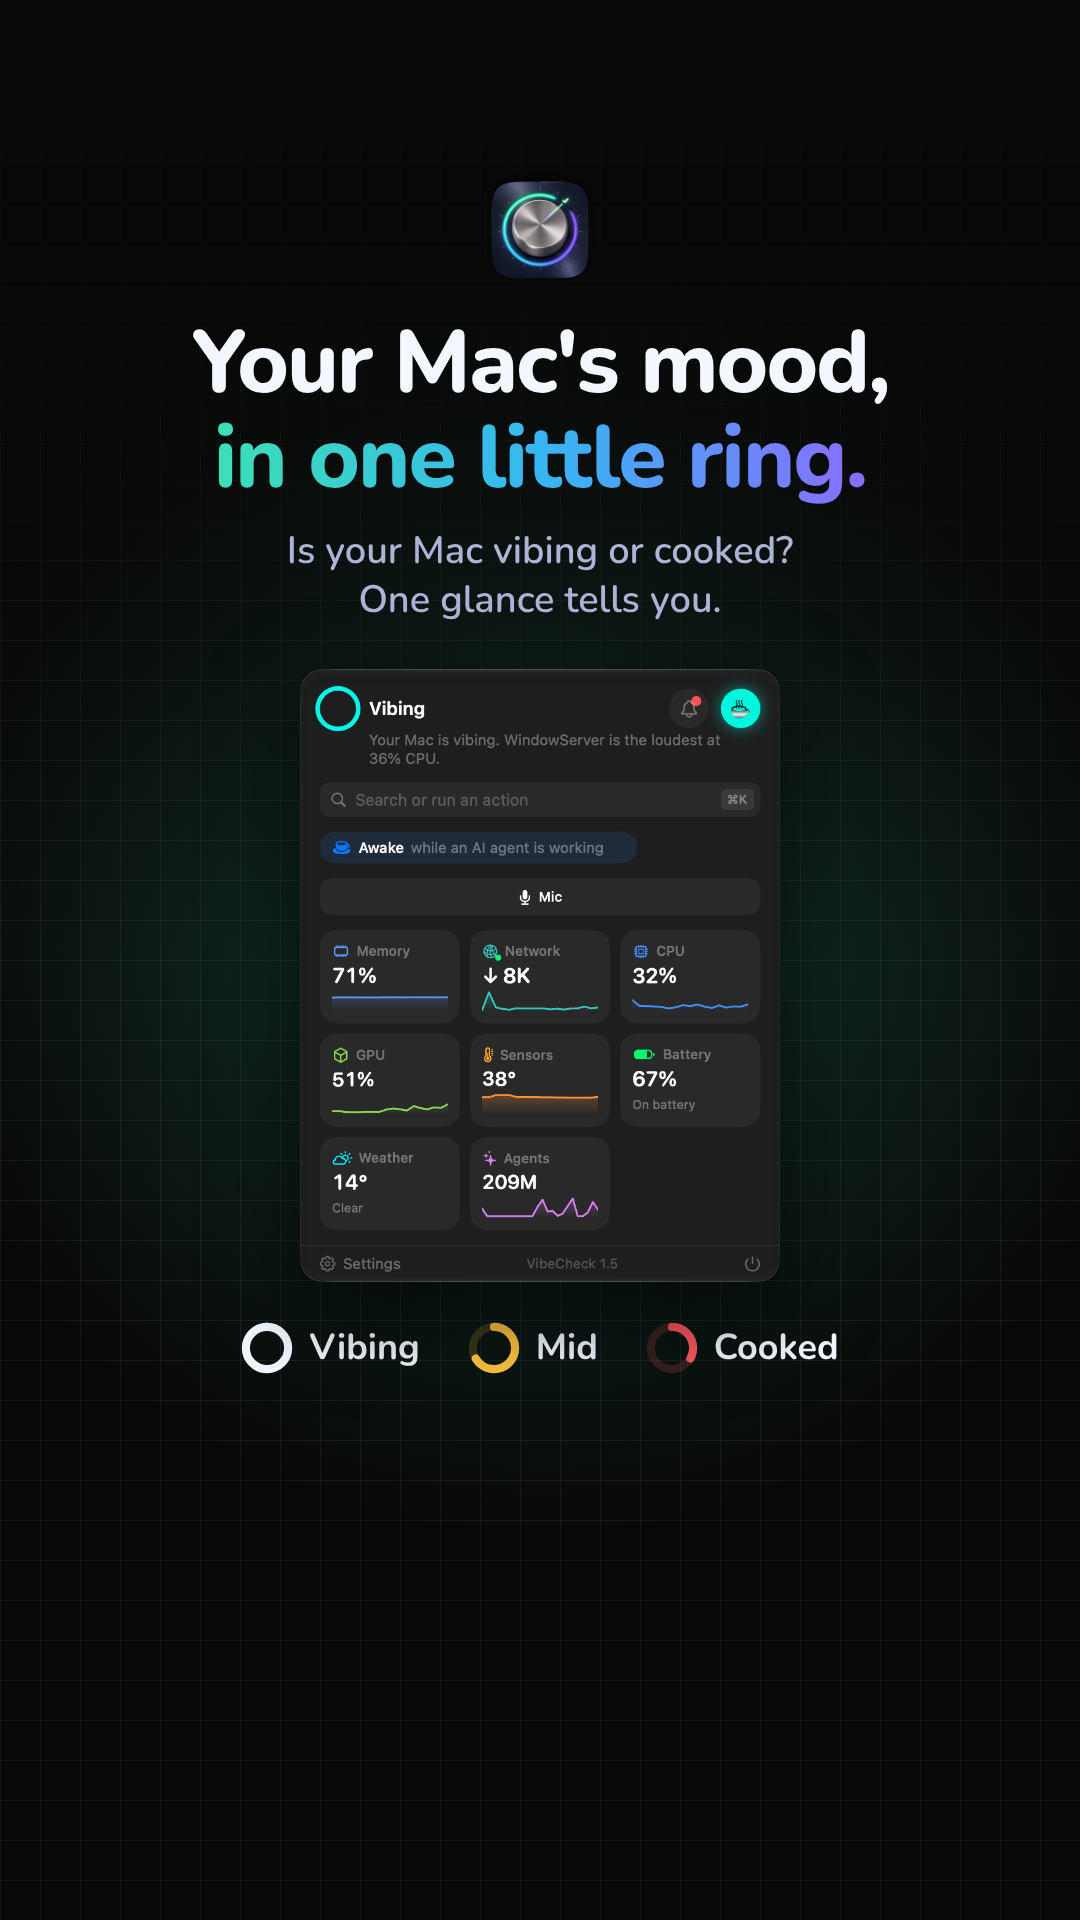 Your Mac's mood,
in one little ring.
Is your Mac vibing or cooked?
One glance tells you.
Vibing
Your Mac is vibing. WindowServer is the loudest at
36% CPU.
Search or run an action ⌘K
Awake while an AI agent is working
Mic
Memory Network CPU
71% ↓ 8K 32%
GPU Sensors Battery
51% 38° 67%
On battery
Weather Agents
14° 209M
Clear
Settings VibeCheck 1.5
Vibing Mid Cooked